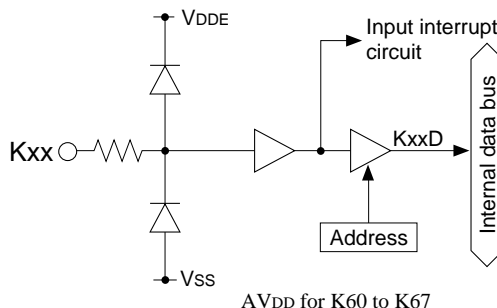 VDDE
Input interrupt
circuit
Kxx
KxxD
Internal data bus
Address
VSS
AVDD for K60 to K67